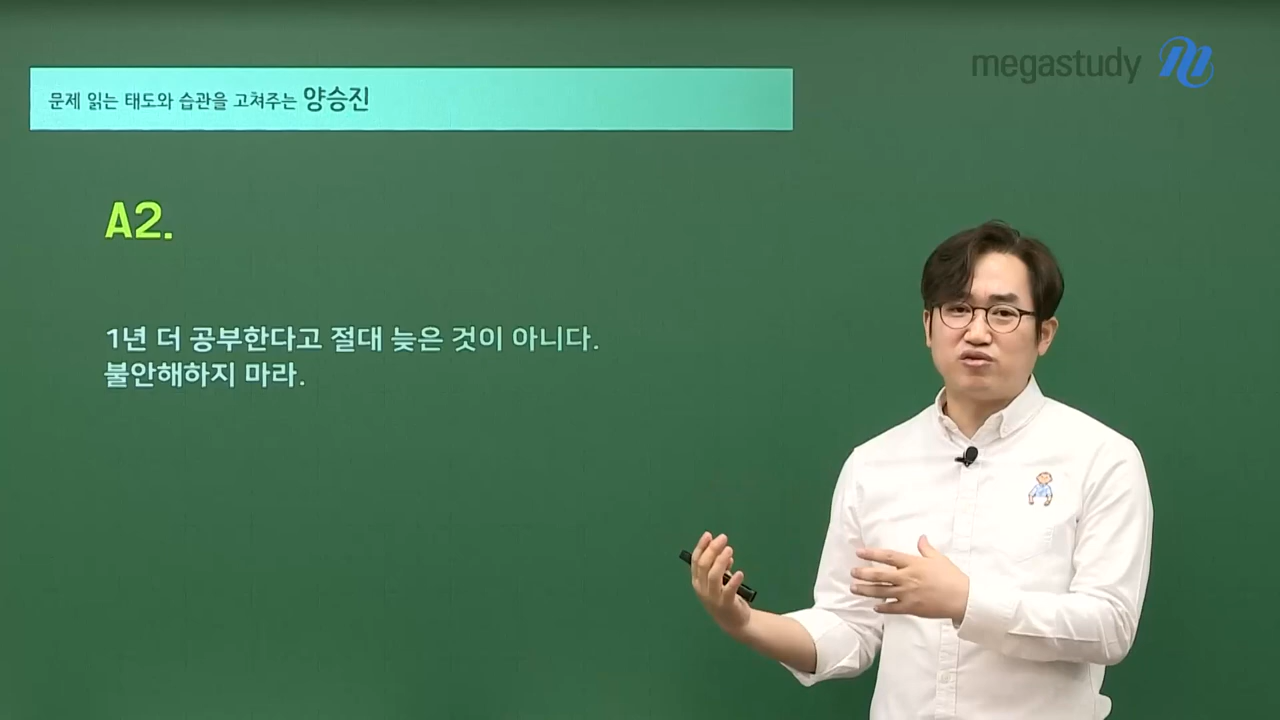 megastudy
문제 읽는 태도와 습관을 고쳐주는 양승진
A2.
1년 더 공부한다고 절대 늦은 것이 아니다.
불안해하지 마라.